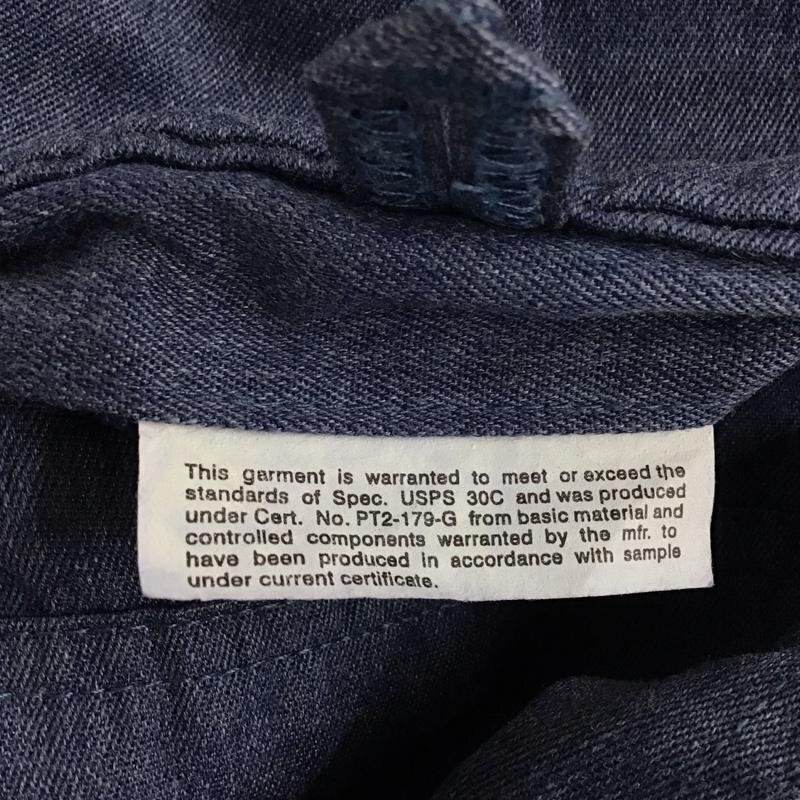 This garment is warranted to meet or exceed the
standards of Spec. USPS 30C and was produced
under Cert. No. PT2-179-G from basic material and
controlled components warranted by the mfr. to
have been produced in accordance with sample
under current certificate.